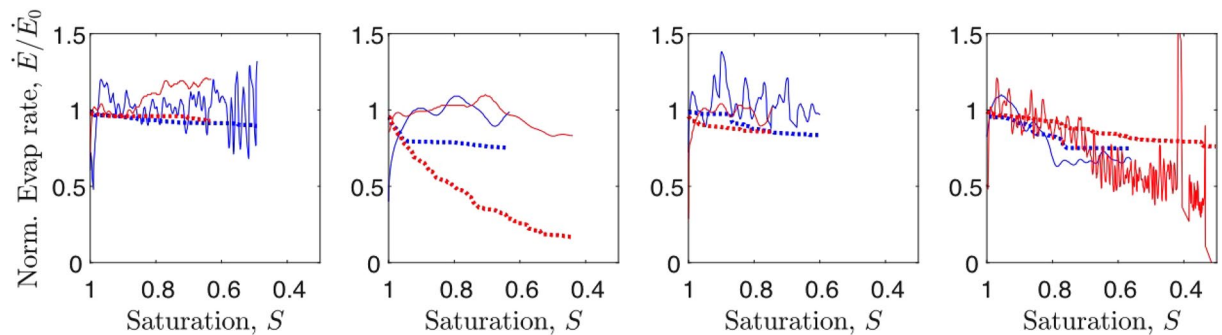 Norm. Evap rate, Ė/Ė₀
1.5 1.5 1.5 1.5
1 1 1 1
0.5 0.5 0.5 0.5
0 0 0 0
1 0.8 0.6 0.4 1 0.8 0.6 0.4 1 0.8 0.6 0.4 1 0.8 0.6 0.4
Saturation, S Saturation, S Saturation, S Saturation, S